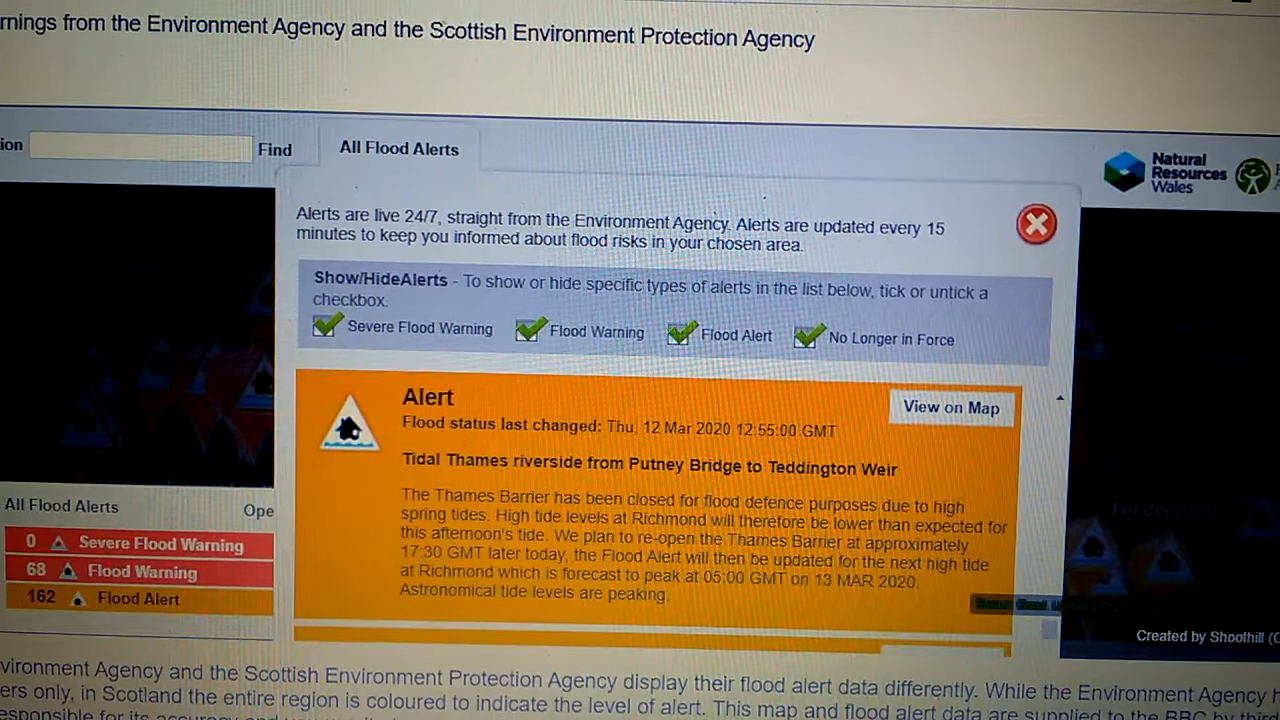 rnings from the Environment Agency and the Scottish Environment Protection Agency
ion
Find
All Flood Alerts
Natural
Resources
Wales
Alerts are live 24/7, straight from the Environment Agency. Alerts are updated every 15
minutes to keep you informed about flood risks in your chosen area.
Show/HideAlerts - To show or hide specific types of alerts in the list below, tick or untick a
checkbox.
Severe Flood Warning
Flood Warning
Flood Alert
No Longer in Force
Alert
View on Map
Flood status last changed: Thu, 12 Mar 2020 12:55:00 GMT
Tidal Thames riverside from Putney Bridge to Teddington Weir
The Thames Barrier has been closed for flood defence purposes due to high
spring tides. High tide levels at Richmond will therefore be lower than expected for
this afternoon's tide. We plan to re-open the Thames Barrier at approximately
17:30 GMT later today, the Flood Alert will then be updated for the next high tide
at Richmond which is forecast to peak at 05:00 GMT on 13 MAR 2020.
Astronomical tide levels are peaking.
All Flood Alerts
Ope
0 Severe Flood Warning
68 Flood Warning
162 Flood Alert
For develop
Created by Shoothill (
vironment Agency and the Scottish Environment Protection Agency display their flood alert data differently. While the Environment Agency h
ers only, in Scotland the entire region is coloured to indicate the level of alert. This map and flood alert data are supplied to the BBC by third